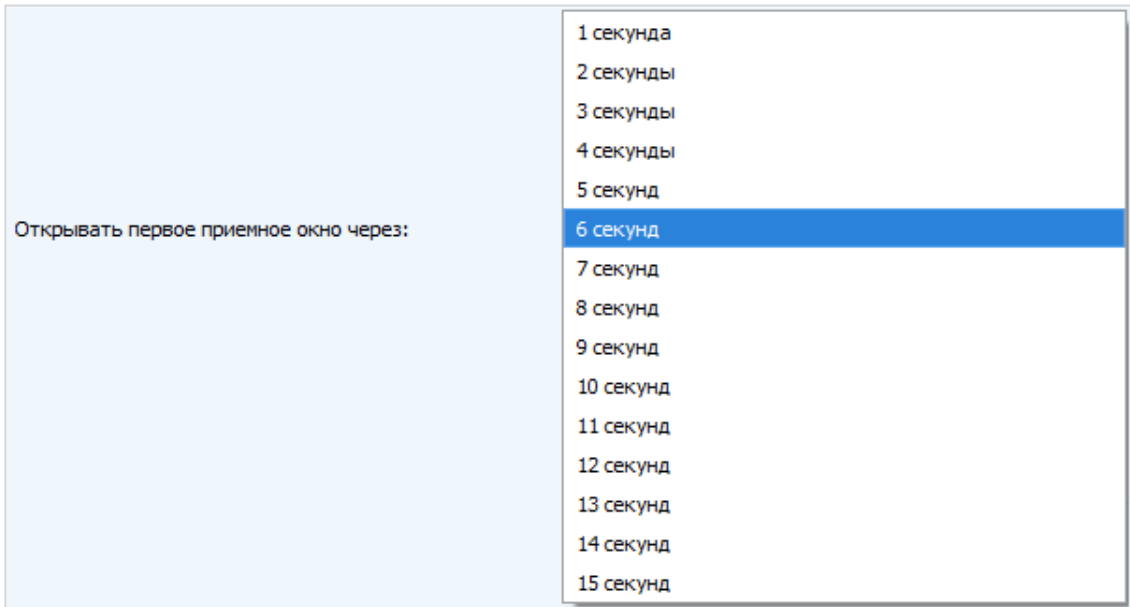 Открывать первое приемное окно через:
1 секунда
2 секунды
3 секунды
4 секунды
5 секунд
6 секунд
7 секунд
8 секунд
9 секунд
10 секунд
11 секунд
12 секунд
13 секунд
14 секунд
15 секунд